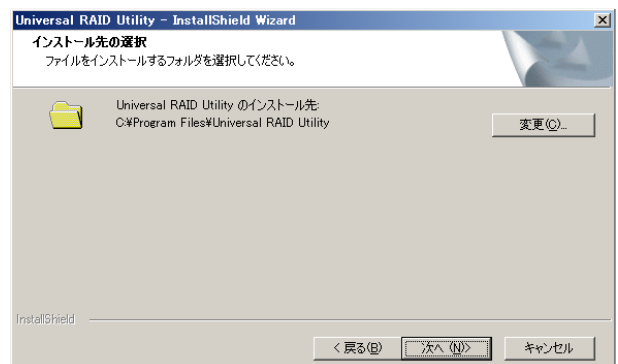 Universal RAID Utility - InstallShield Wizard
インストール先の選択
ファイルをインストールするフォルダを選択してください。
Universal RAID Utility のインストール先:
C:¥Program Files¥Universal RAID Utility
変更(C)...
InstallShield
< 戻る(B)
次へ (N)>
キャンセル